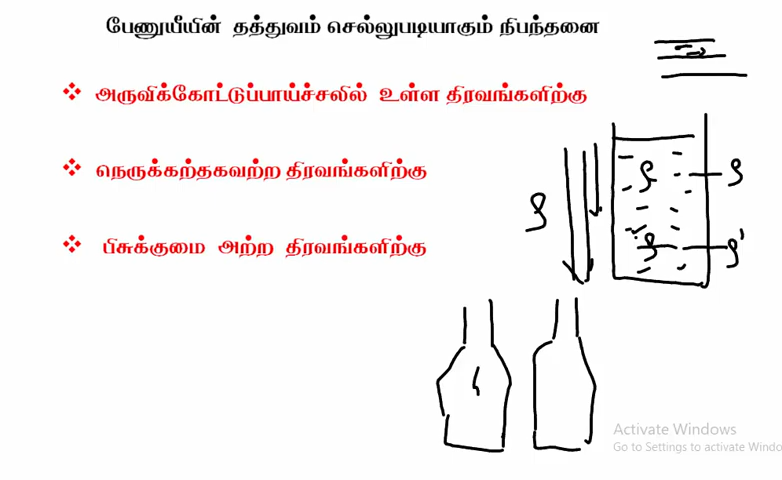 பேணுயீயின் தத்துவம் செல்லுபடியாகும் நிபந்தனை
❖ அருவிக்கோட்டுப்பாய்ச்சலில் உள்ள திரவங்களிற்கு
❖ நெருக்கற்தகவற்ற திரவங்களிற்கு
❖ பிசுக்குமை அற்ற திரவங்களிற்கு
ρ
ρ
ρ
ρ
ρ'
Activate Windows
Go to Settings to activate Windo